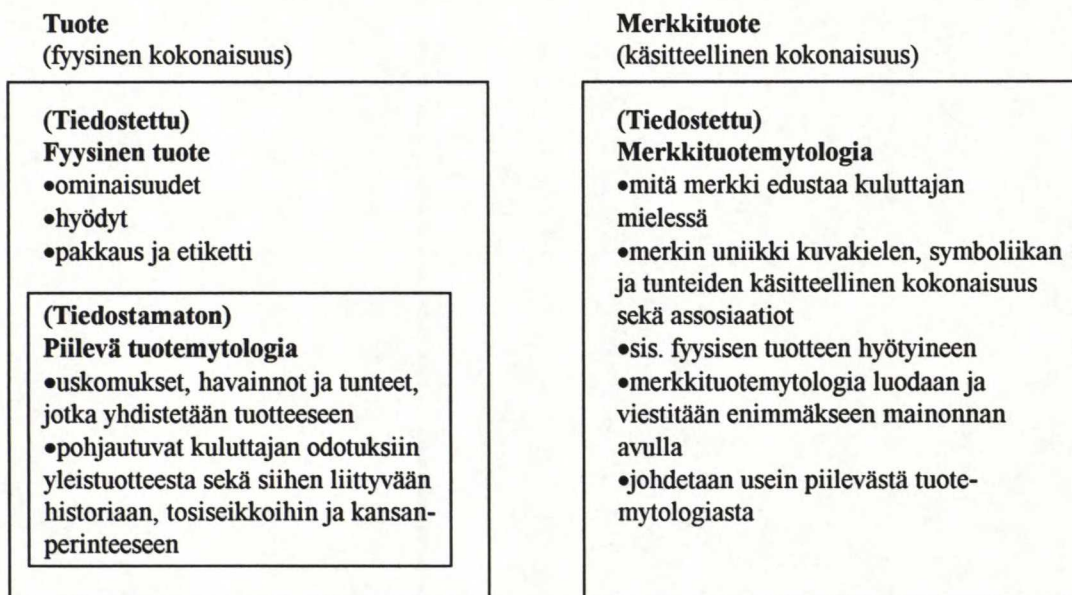 Tuote
(fyysinen kokonaisuus)
(Tiedostettu)
Fyysinen tuote
•ominaisuudet
•hyödyt
•pakkaus ja etiketti
(Tiedostamaton)
Piilevä tuotemytologia
•uskomukset, havainnot ja tunteet,
jotka yhdistetään tuotteeseen
•pohjautuvat kuluttajan odotuksiin
yleistuotteesta sekä siihen liittyvään
historiaan, tosiseikkoihin ja kansan-
perinteeseen
Merkkituote
(käsitteellinen kokonaisuus)
(Tiedostettu)
Merkkituotemytologia
•mitä merkki edustaa kuluttajan
mielessä
•merkin uniikki kuvakielen, symboliikan
ja tunteiden käsitteellinen kokonaisuus
sekä assosiaatiot
•sis. fyysisen tuotteen hyötyineen
•merkkituotemytologia luodaan ja
viestitään enimmäkseen mainonnan
avulla
•johdetaan usein piilevästä tuote-
mytologiasta